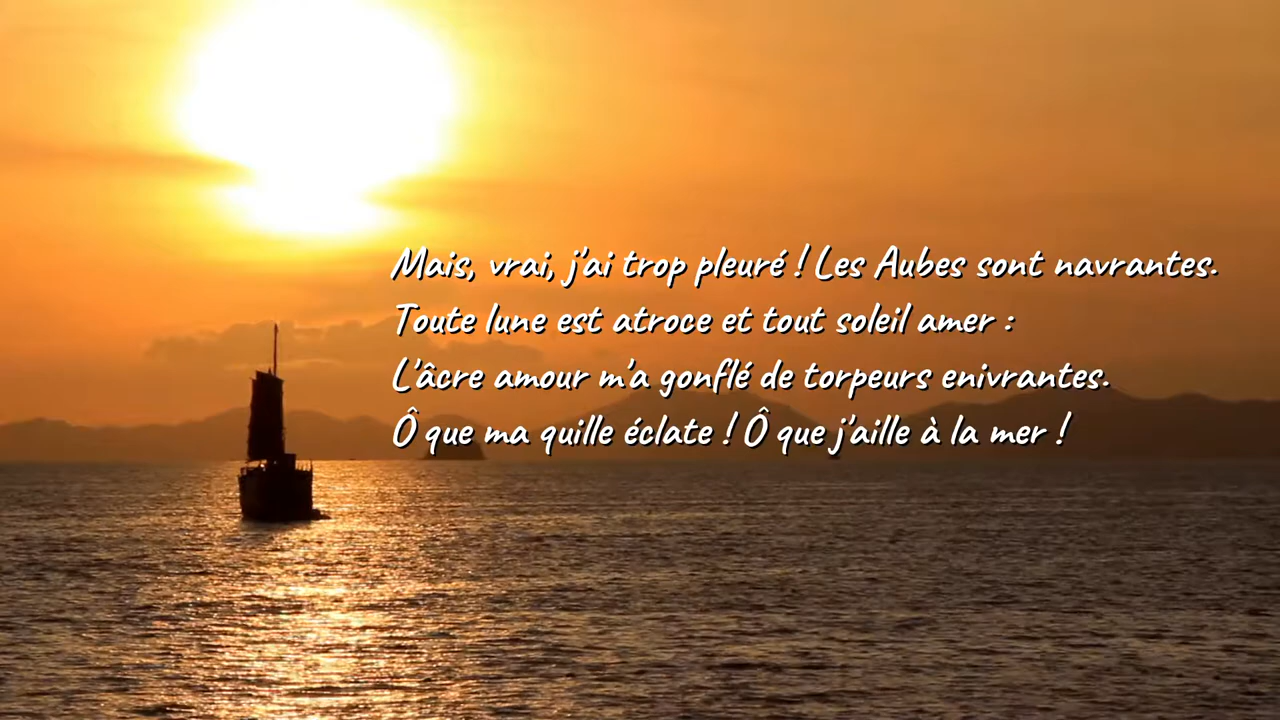 Mais, vrai, j'ai trop pleuré ! Les Aubes sont navrantes.
Toute lune est atroce et tout soleil amer :
L'âcre amour m'a gonflé de torpeurs enivrantes.
Ô que ma quille éclate ! Ô que j'aille à la mer !